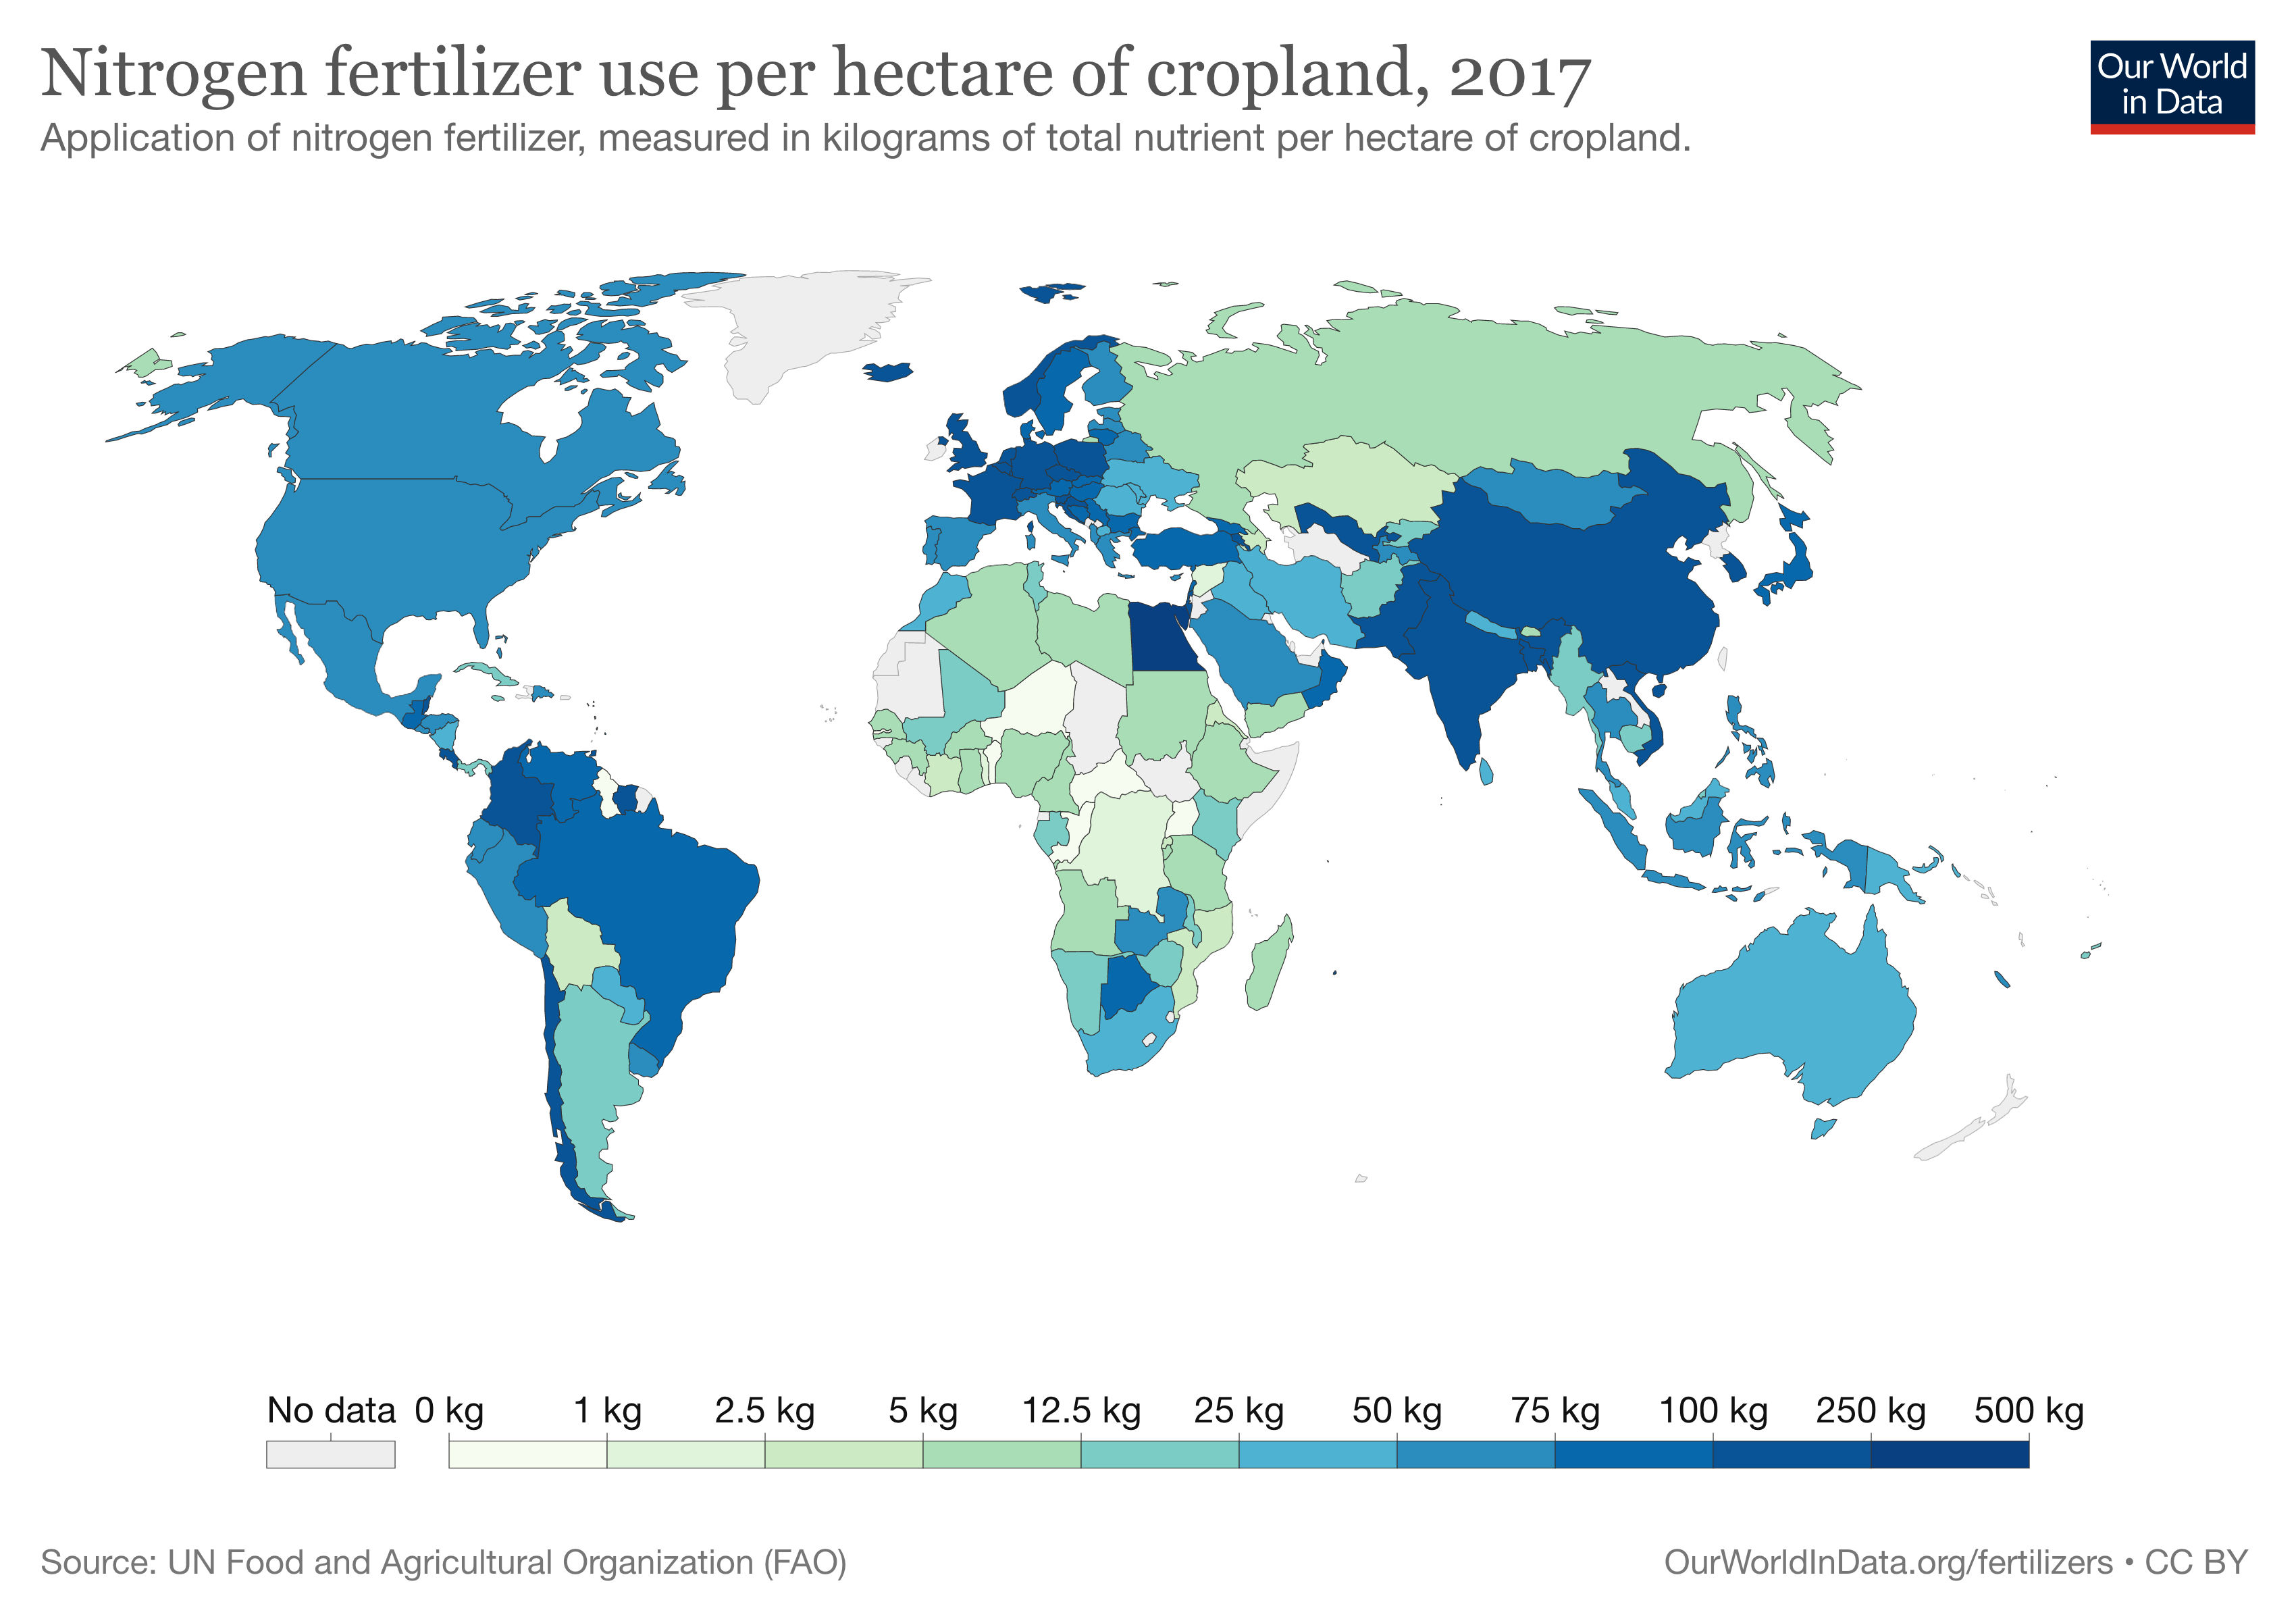 Nitrogen fertilizer use per hectare of cropland, 2017
Application of nitrogen fertilizer, measured in kilograms of total nutrient per hectare of cropland.
Our World
in Data
No data 0 kg 1 kg 2.5 kg 5 kg 12.5 kg 25 kg 50 kg 75 kg 100 kg 250 kg 500 kg
Source: UN Food and Agricultural Organization (FAO)
OurWorldInData.org/fertilizers • CC BY